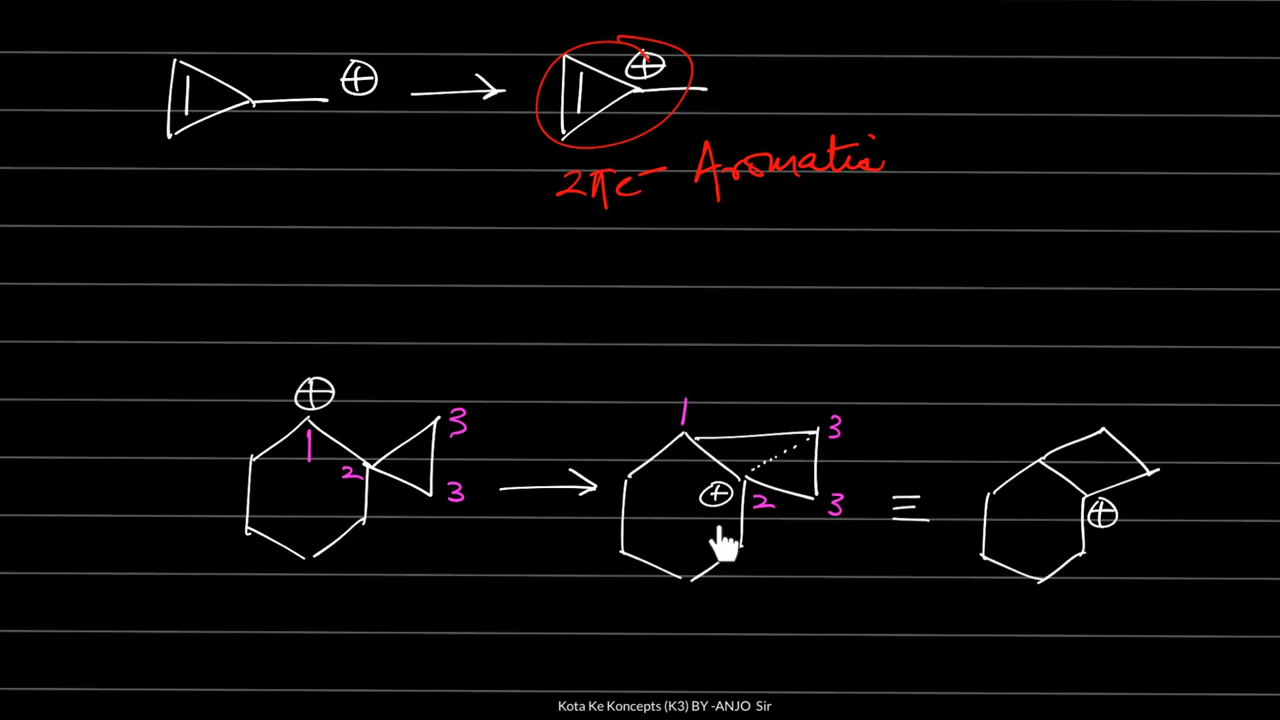 ⊕ → ⊕
2πe⁻ Aromatic
⊕ 1 2 3 3 → 1 ⊕ 2 3 3 ≡ ⊕
Kota Ke Koncepts (K3) BY -ANJO Sir